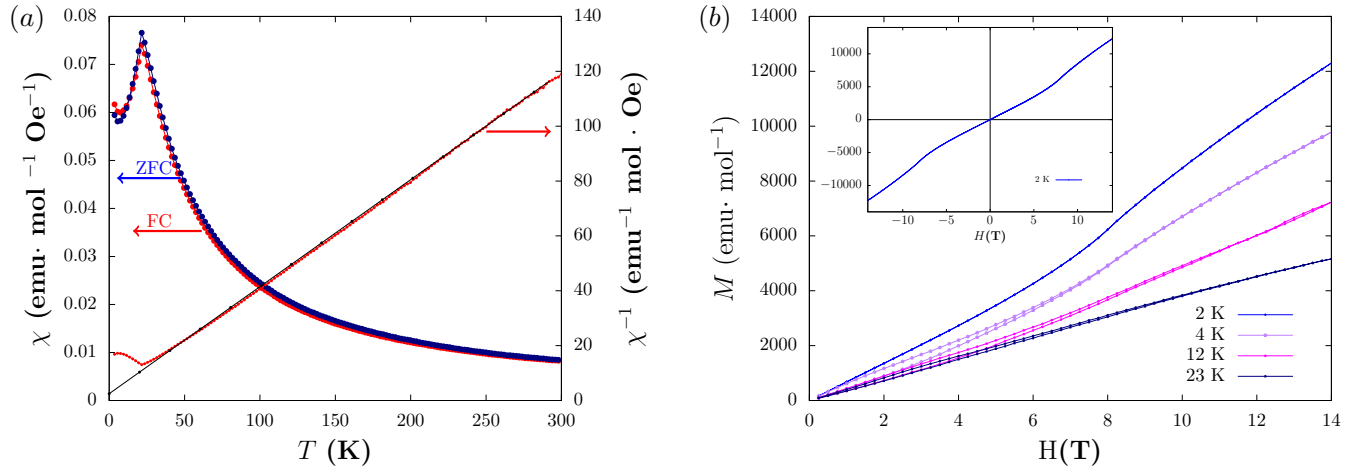 (a)
0.08
0.07
0.06
0.05
0.04
0.03
0.02
0.01
0
χ (emu· mol ⁻¹ Oe⁻¹)
ZFC
FC
0 50 100 150 200 250 300
T (K)
140
120
100
80
60
40
20
0
χ⁻¹ (emu⁻¹ mol · Oe)
(b)
14000
12000
10000
8000
6000
4000
2000
0
M (emu· mol⁻¹)
10000
5000
0
−5000
−10000
2 K
−10 −5 0 5 10
H(T)
2 K
4 K
12 K
23 K
0 2 4 6 8 10 12 14
H(T)